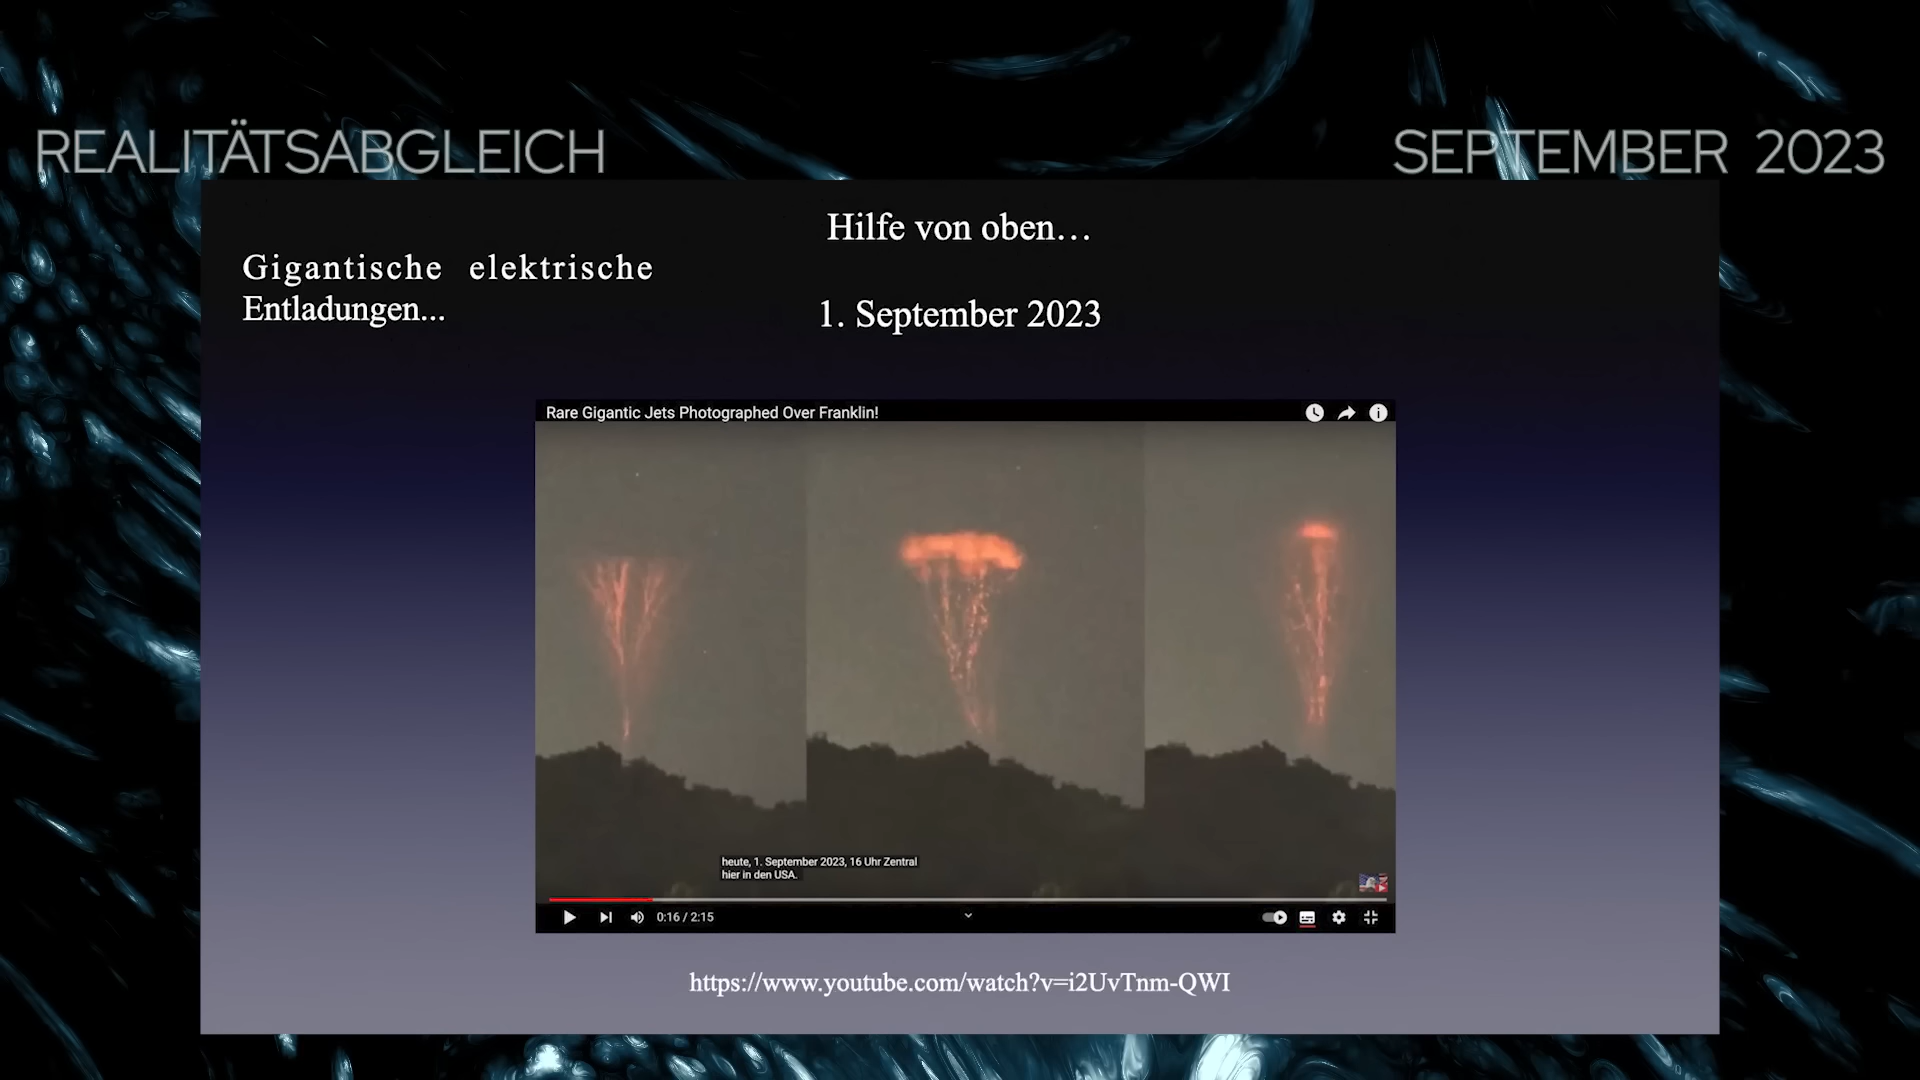 REALITÄTSABGLEICH
SEPTEMBER 2023
Hilfe von oben…
Gigantische elektrische
Entladungen...
1. September 2023
Rare Gigantic Jets Photographed Over Franklin!
heute, 1. September 2023, 16 Uhr Zentral
hier in den USA.
0:16 / 2:15
https://www.youtube.com/watch?v=i2UvTnm-QWI